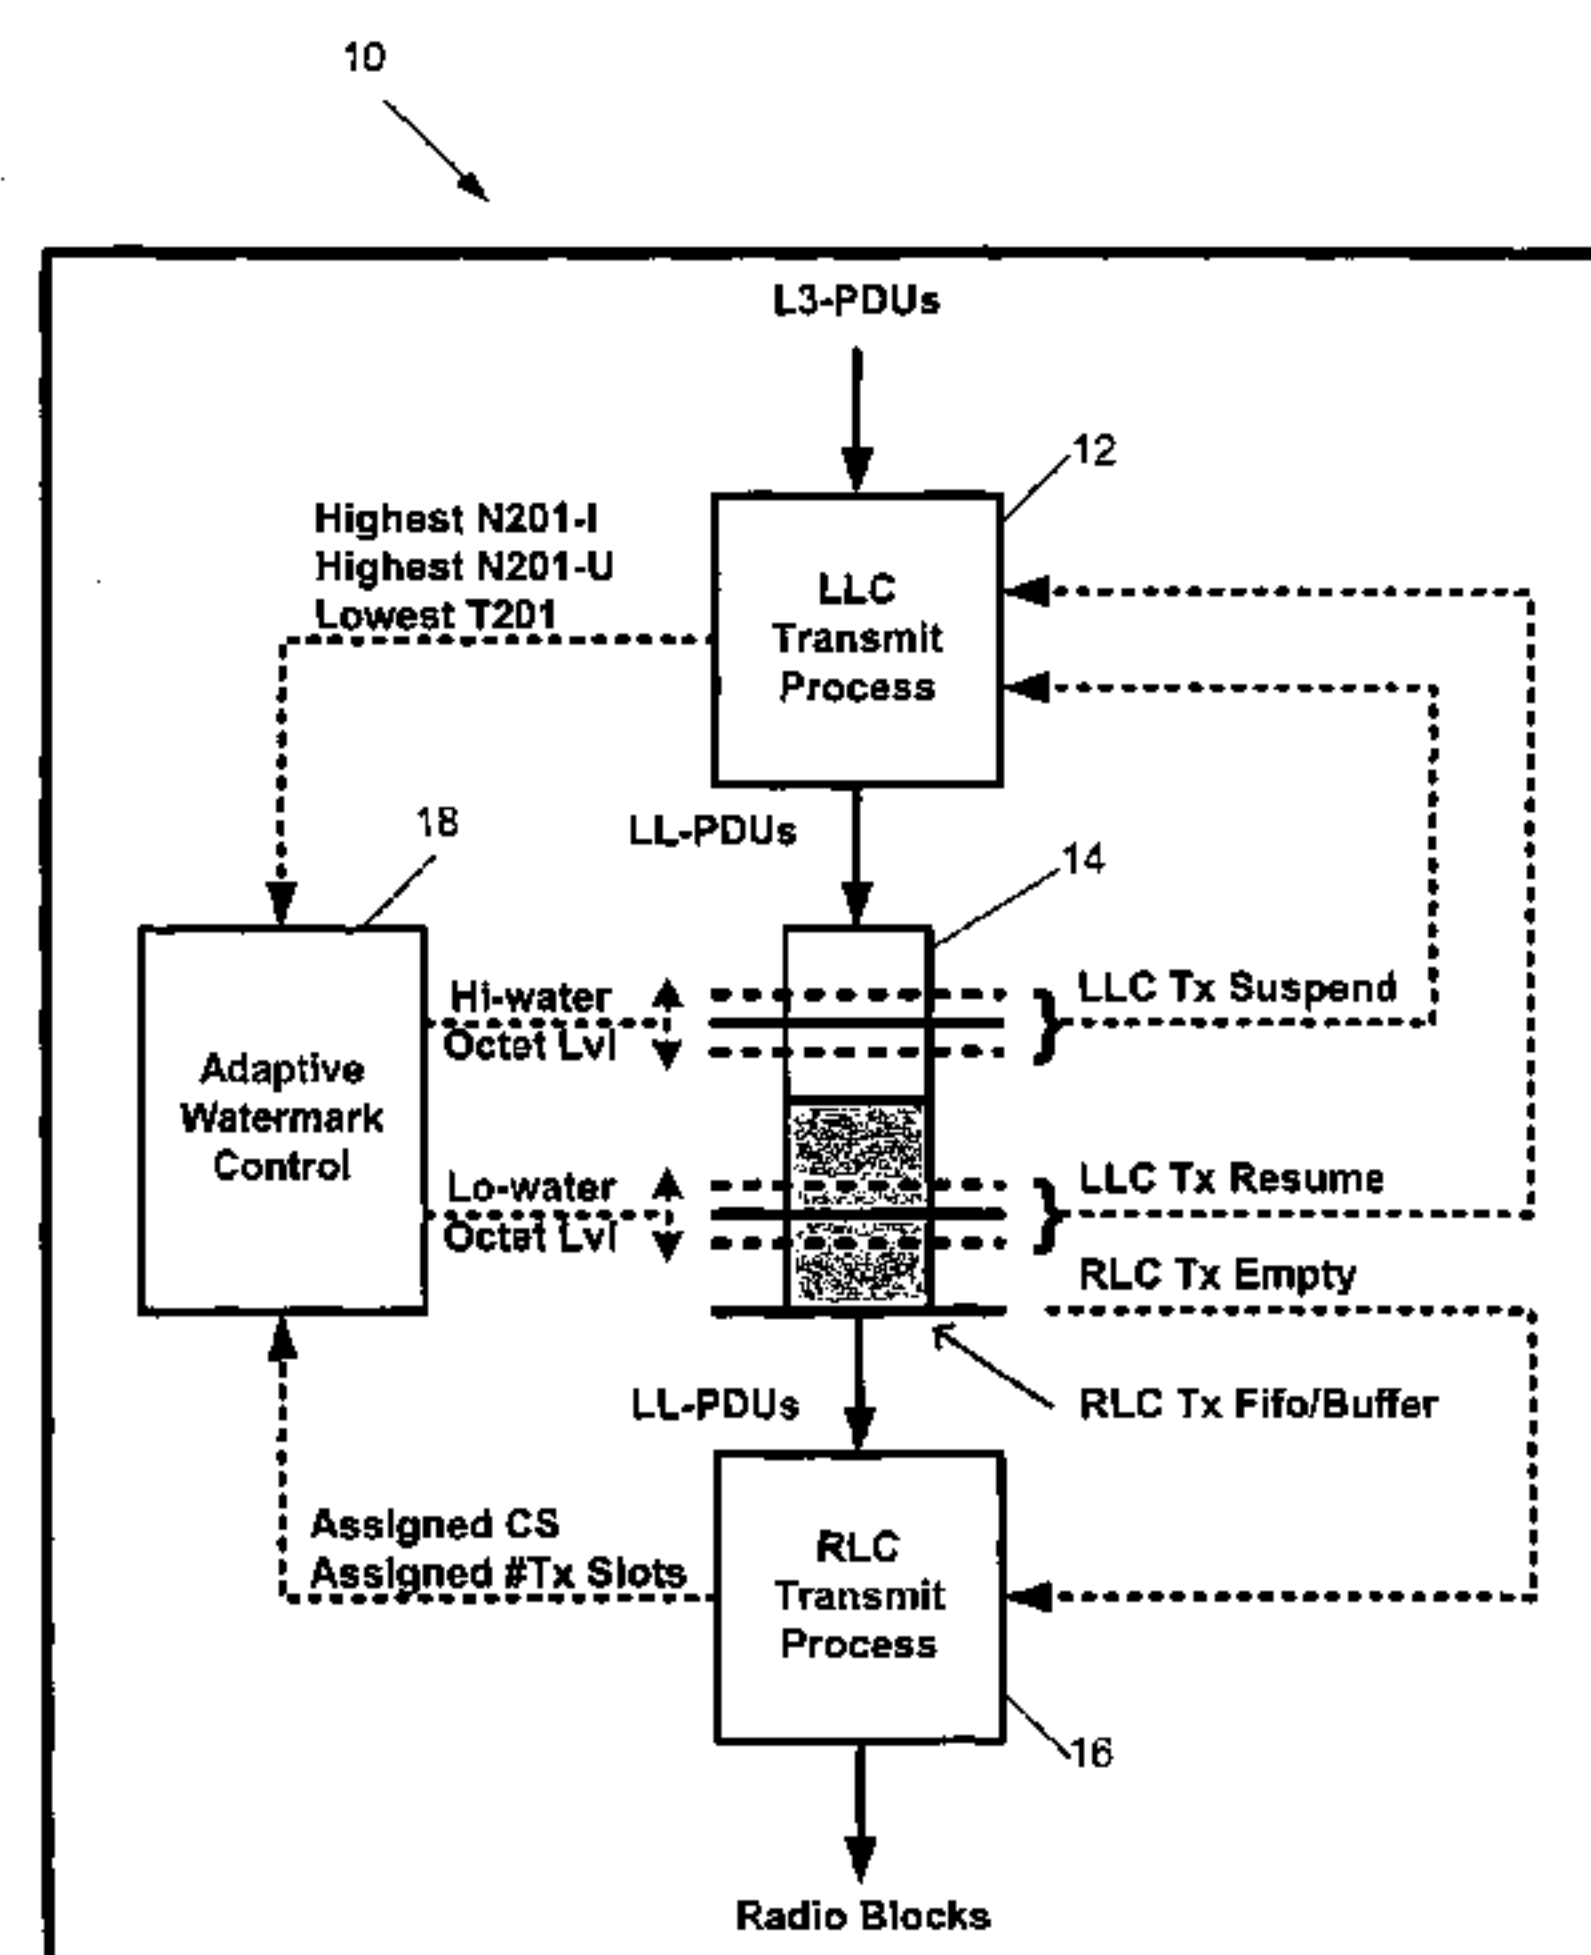 10
L3-PDUs
12
Highest N201-I
Highest N201-U
Lowest T201
LLC
Transmit
Process
LL-PDUs
18
14
Hi-water
Octet Lvl
LLC Tx Suspend
Adaptive
Watermark
Control
Lo-water
Octet Lvl
LLC Tx Resume
RLC Tx Empty
LL-PDUs
RLC Tx Fifo/Buffer
Assigned CS
Assigned #Tx Slots
RLC
Transmit
Process
16
Radio Blocks